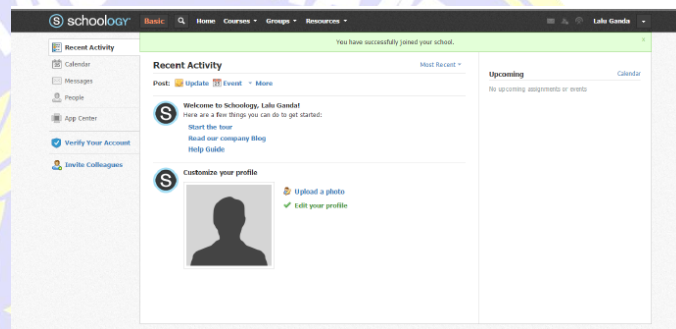 S schoology Basic Home Courses Groups Resources Lalu Ganda
You have successfully joined your school.
Recent Activity
Calendar
Messages
People
App Center
Verify Your Account
Invite Colleagues
Recent Activity Most Recent
Post: Update Event More
Welcome to Schoology, Lalu Ganda!
Here are a few things you can do to get started:
Start the tour
Read our company Blog
Help Guide
Customize your profile
Upload a photo
Edit your profile
Upcoming Calendar
No upcoming assignments or events